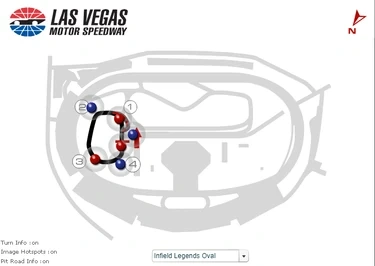 LAS VEGAS
MOTOR SPEEDWAY
N
2
1
3
4
Turn Info :on
Image Hotspots :on
Pit Road Info :on
Infield Legends Oval